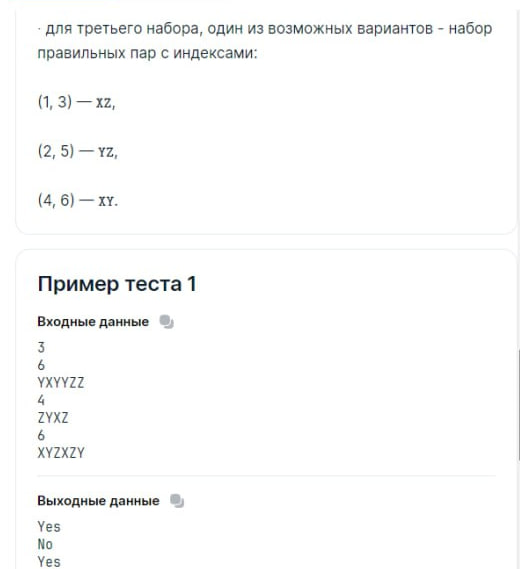 · для третьего набора, один из возможных вариантов - набор
правильных пар с индексами:
(1, 3) — XZ,
(2, 5) — YZ,
(4, 6) — XY.
Пример теста 1
Входные данные
3
6
YXYYZZ
4
ZYXZ
6
XYZXZY
Выходные данные
Yes
No
Yes